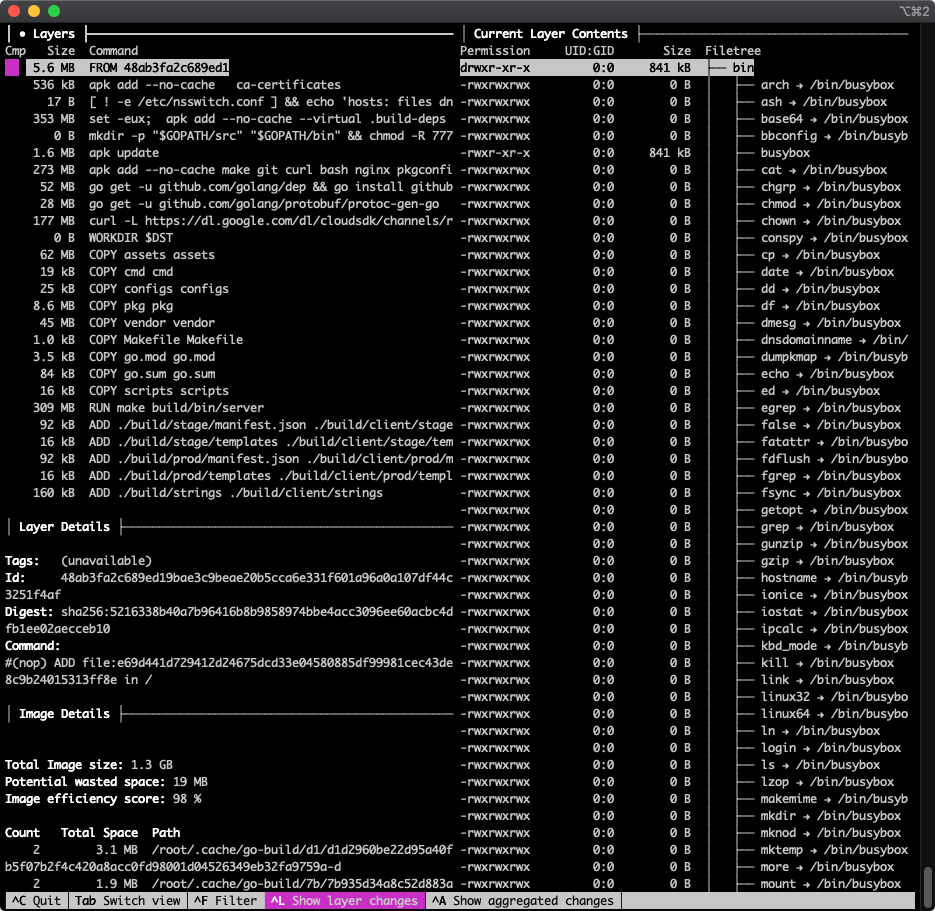 ⌥⌘2
● Layers
Cmp Size Command
5.6 MB FROM 48ab3fa2c689ed1
536 kB apk add --no-cache ca-certificates
17 B [ ! -e /etc/nsswitch.conf ] && echo 'hosts: files dn
353 MB set -eux; apk add --no-cache --virtual .build-deps
0 B mkdir -p "$GOPATH/src" "$GOPATH/bin" && chmod -R 777
1.6 MB apk update
273 MB apk add --no-cache make git curl bash nginx pkgconfi
52 MB go get -u github.com/golang/dep && go install github
28 MB go get -u github.com/golang/protobuf/protoc-gen-go
177 MB curl -L https://dl.google.com/dl/cloudsdk/channels/r
0 B WORKDIR $DST
62 MB COPY assets assets
19 kB COPY cmd cmd
25 kB COPY configs configs
8.6 MB COPY pkg pkg
45 MB COPY vendor vendor
1.0 kB COPY Makefile Makefile
3.5 kB COPY go.mod go.mod
84 kB COPY go.sum go.sum
16 kB COPY scripts scripts
309 MB RUN make build/bin/server
92 kB ADD ./build/stage/manifest.json ./build/client/stage
16 kB ADD ./build/stage/templates ./build/client/stage/tem
92 kB ADD ./build/prod/manifest.json ./build/client/prod/m
16 kB ADD ./build/prod/templates ./build/client/prod/templ
160 kB ADD ./build/strings ./build/client/strings
Layer Details
Tags: (unavailable)
Id: 48ab3fa2c689ed19bae3c9beae20b5cca6e331f601a96a0a107df44c
3251f4af
Digest: sha256:5216338b40a7b96416b8b9858974bbe4acc3096ee60acbc4d
fb1ee02aecceb10
Command:
#(nop) ADD file:e69d441d729412d24675dcd33e04580885df99981cec43de
8c9b24015313ff8e in /
Image Details
Total Image size: 1.3 GB
Potential wasted space: 19 MB
Image efficiency score: 98 %
Count Total Space Path
2 3.1 MB /root/.cache/go-build/d1/d1d2960be22d95a40f
b5f07b2f4c420a8acc0fd98001d04526349eb32fa9759a-d
2 1.9 MB /root/.cache/go-build/7b/7b935d34a8c52d883a
Current Layer Contents
Permission UID:GID Size Filetree
drwxr-xr-x 0:0 841 kB ├── bin
-rwxrwxrwx 0:0 0 B │ ├── arch → /bin/busybox
-rwxrwxrwx 0:0 0 B │ ├── ash → /bin/busybox
-rwxrwxrwx 0:0 0 B │ ├── base64 → /bin/busybox
-rwxrwxrwx 0:0 0 B │ ├── bbconfig → /bin/busyb
-rwxr-xr-x 0:0 841 kB │ ├── busybox
-rwxrwxrwx 0:0 0 B │ ├── cat → /bin/busybox
-rwxrwxrwx 0:0 0 B │ ├── chgrp → /bin/busybox
-rwxrwxrwx 0:0 0 B │ ├── chmod → /bin/busybox
-rwxrwxrwx 0:0 0 B │ ├── chown → /bin/busybox
-rwxrwxrwx 0:0 0 B │ ├── conspy → /bin/busybox
-rwxrwxrwx 0:0 0 B │ ├── cp → /bin/busybox
-rwxrwxrwx 0:0 0 B │ ├── date → /bin/busybox
-rwxrwxrwx 0:0 0 B │ ├── dd → /bin/busybox
-rwxrwxrwx 0:0 0 B │ ├── df → /bin/busybox
-rwxrwxrwx 0:0 0 B │ ├── dmesg → /bin/busybox
-rwxrwxrwx 0:0 0 B │ ├── dnsdomainname → /bin/
-rwxrwxrwx 0:0 0 B │ ├── dumpkmap → /bin/busyb
-rwxrwxrwx 0:0 0 B │ ├── echo → /bin/busybox
-rwxrwxrwx 0:0 0 B │ ├── ed → /bin/busybox
-rwxrwxrwx 0:0 0 B │ ├── egrep → /bin/busybox
-rwxrwxrwx 0:0 0 B │ ├── false → /bin/busybox
-rwxrwxrwx 0:0 0 B │ ├── fatattr → /bin/busybo
-rwxrwxrwx 0:0 0 B │ ├── fdflush → /bin/busybo
-rwxrwxrwx 0:0 0 B │ ├── fgrep → /bin/busybox
-rwxrwxrwx 0:0 0 B │ ├── fsync → /bin/busybox
-rwxrwxrwx 0:0 0 B │ ├── getopt → /bin/busybox
-rwxrwxrwx 0:0 0 B │ ├── grep → /bin/busybox
-rwxrwxrwx 0:0 0 B │ ├── gunzip → /bin/busybox
-rwxrwxrwx 0:0 0 B │ ├── gzip → /bin/busybox
-rwxrwxrwx 0:0 0 B │ ├── hostname → /bin/busyb
-rwxrwxrwx 0:0 0 B │ ├── ionice → /bin/busybox
-rwxrwxrwx 0:0 0 B │ ├── iostat → /bin/busybox
-rwxrwxrwx 0:0 0 B │ ├── ipcalc → /bin/busybox
-rwxrwxrwx 0:0 0 B │ ├── kbd_mode → /bin/busyb
-rwxrwxrwx 0:0 0 B │ ├── kill → /bin/busybox
-rwxrwxrwx 0:0 0 B │ ├── link → /bin/busybox
-rwxrwxrwx 0:0 0 B │ ├── linux32 → /bin/busybo
-rwxrwxrwx 0:0 0 B │ ├── linux64 → /bin/busybo
-rwxrwxrwx 0:0 0 B │ ├── ln → /bin/busybox
-rwxrwxrwx 0:0 0 B │ ├── login → /bin/busybox
-rwxrwxrwx 0:0 0 B │ ├── ls → /bin/busybox
-rwxrwxrwx 0:0 0 B │ ├── lzop → /bin/busybox
-rwxrwxrwx 0:0 0 B │ ├── makemime → /bin/busyb
-rwxrwxrwx 0:0 0 B │ ├── mkdir → /bin/busybox
-rwxrwxrwx 0:0 0 B │ ├── mknod → /bin/busybox
-rwxrwxrwx 0:0 0 B │ ├── mktemp → /bin/busybox
-rwxrwxrwx 0:0 0 B │ ├── more → /bin/busybox
-rwxrwxrwx 0:0 0 B │ ├── mount → /bin/busybox
^C Quit Tab Switch view ^F Filter ^L Show layer changes ^A Show aggregated changes